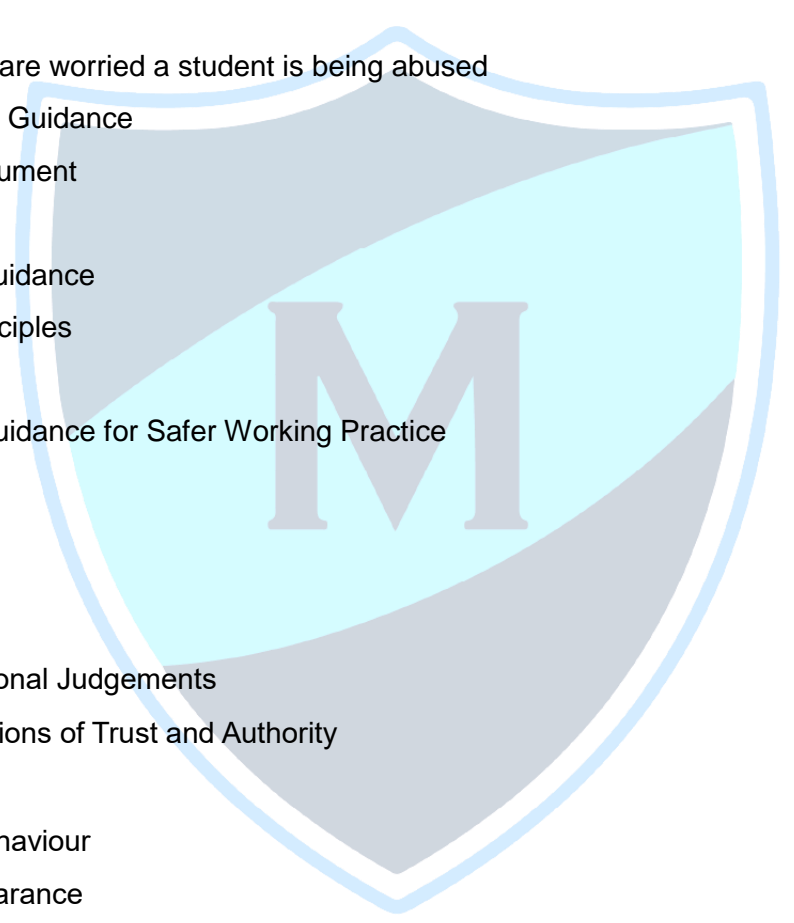 are worried a student is being abused
Guidance
ument
uidance
ciples
uidance for Safer Working Practice
M
onal Judgements
ions of Trust and Authority
haviour
arance